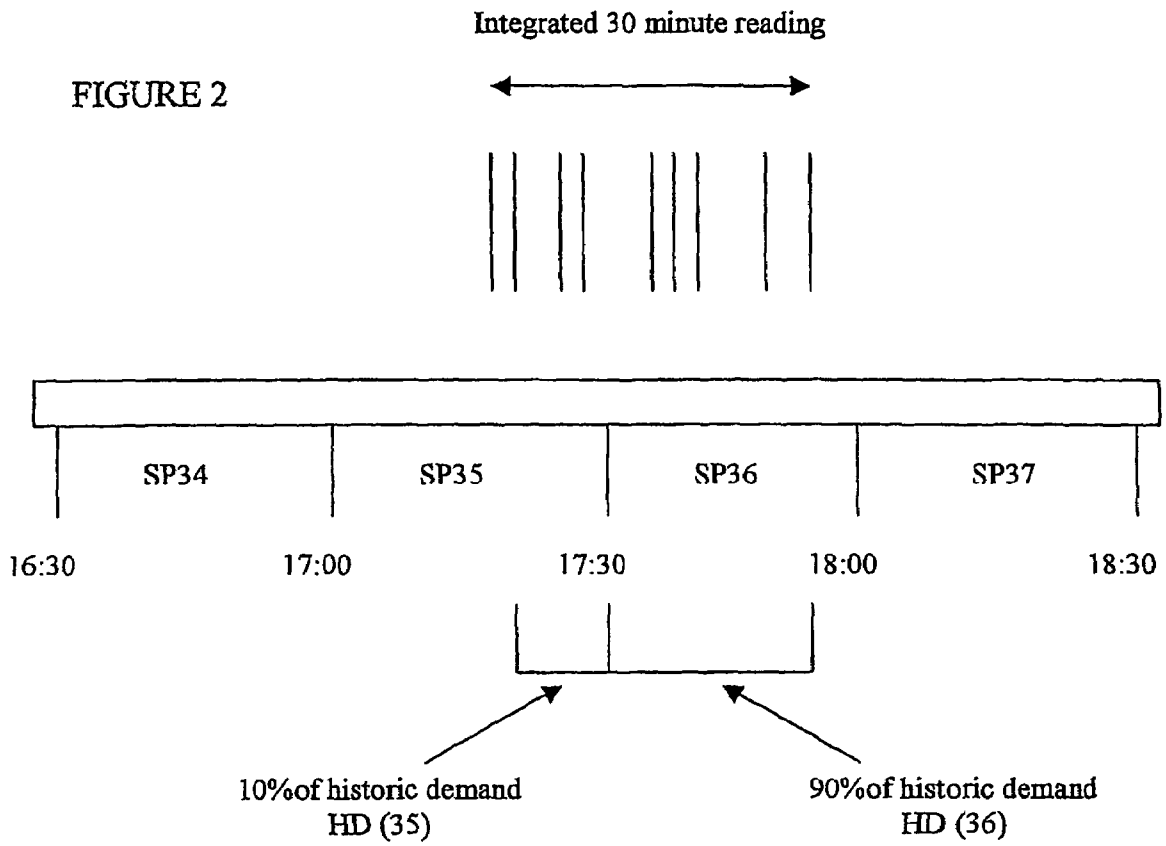 Integrated 30 minute reading
FIGURE 2
SP34 SP35 SP36 SP37
16:30 17:00 17:30 18:00 18:30
10%of historic demand
HD (35)
90%of historic demand
HD (36)